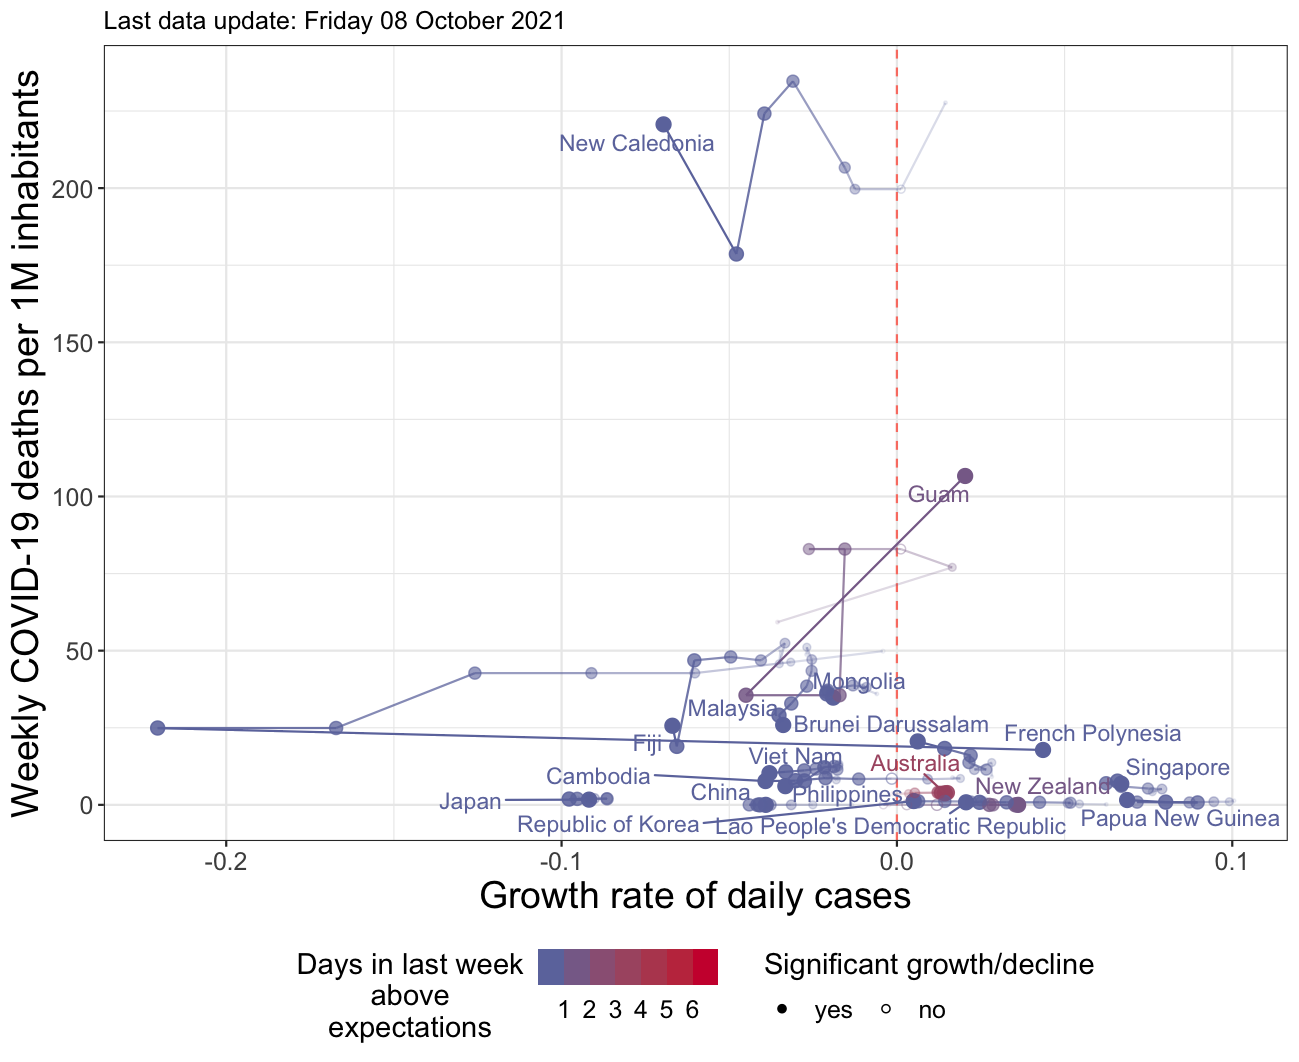 Last data update: Friday 08 October 2021
Weekly COVID-19 deaths per 1M inhabitants
200
150
100
50
0
New Caledonia
Guam
Mongolia
Malaysia
Brunei Darussalam
French Polynesia
Fiji
Viet Nam
Australia
Singapore
Cambodia
New Zealand
China
Philippines
Japan
Papua New Guinea
Republic of Korea
Lao People's Democratic Republic
-0.2
-0.1
0.0
0.1
Growth rate of daily cases
Days in last week
above
expectations
1 2 3 4 5 6
Significant growth/decline
yes
no